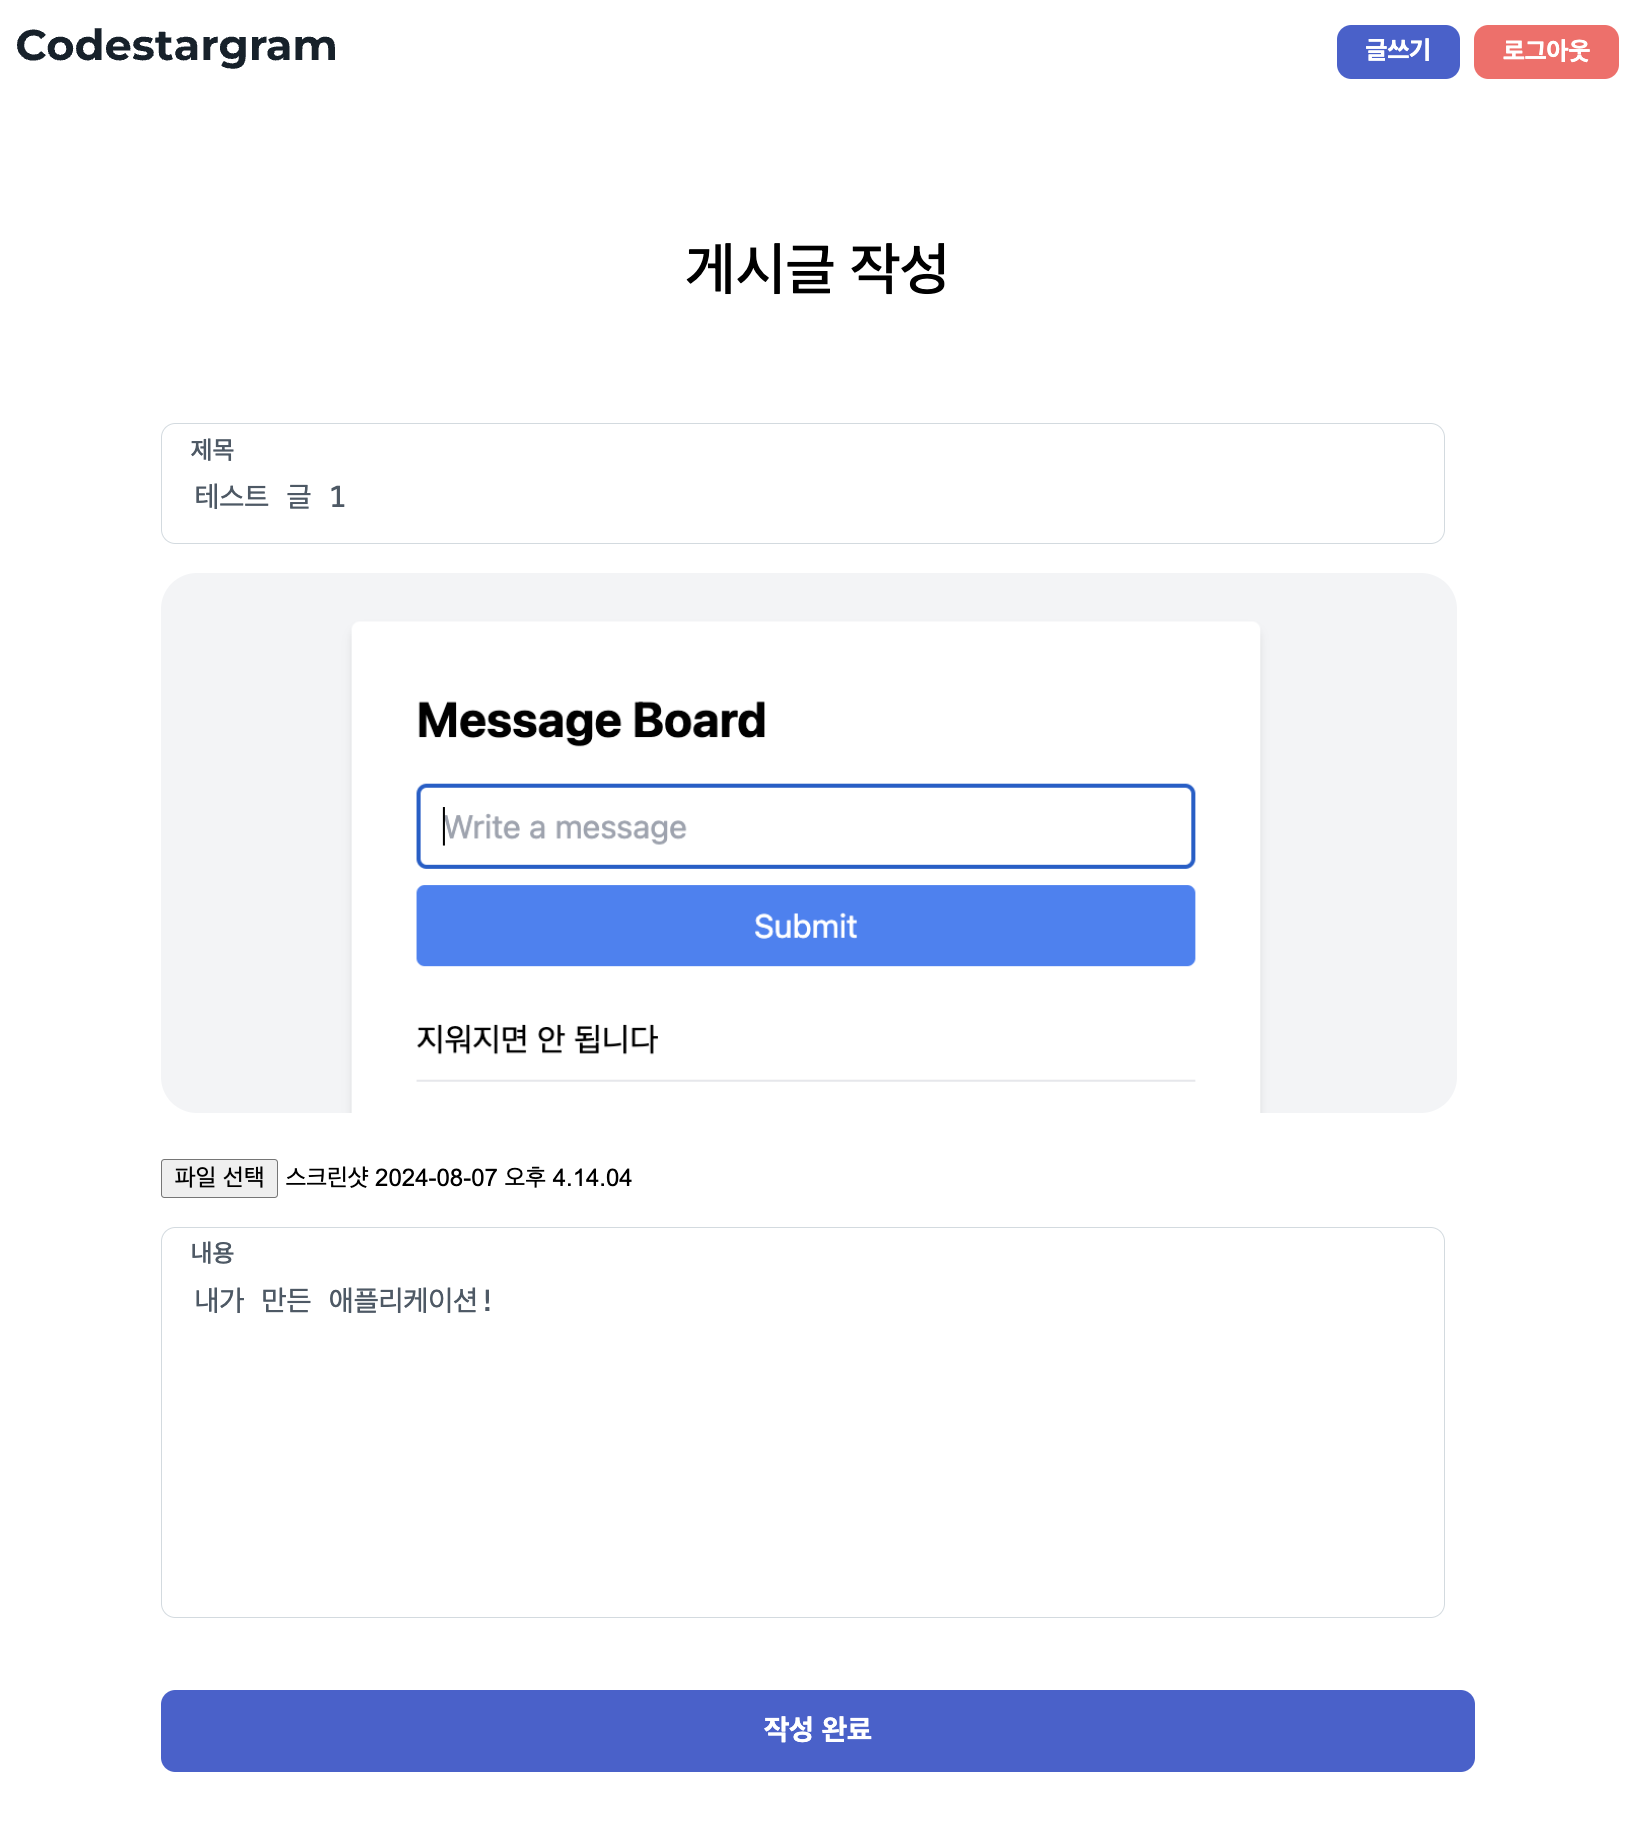 Codestargram
글쓰기
로그아웃
게시글 작성
제목
테스트 글 1
Message Board
Write a message
Submit
지워지면 안 됩니다
파일 선택 스크린샷 2024-08-07 오후 4.14.04
내용
내가 만든 애플리케이션!
작성 완료